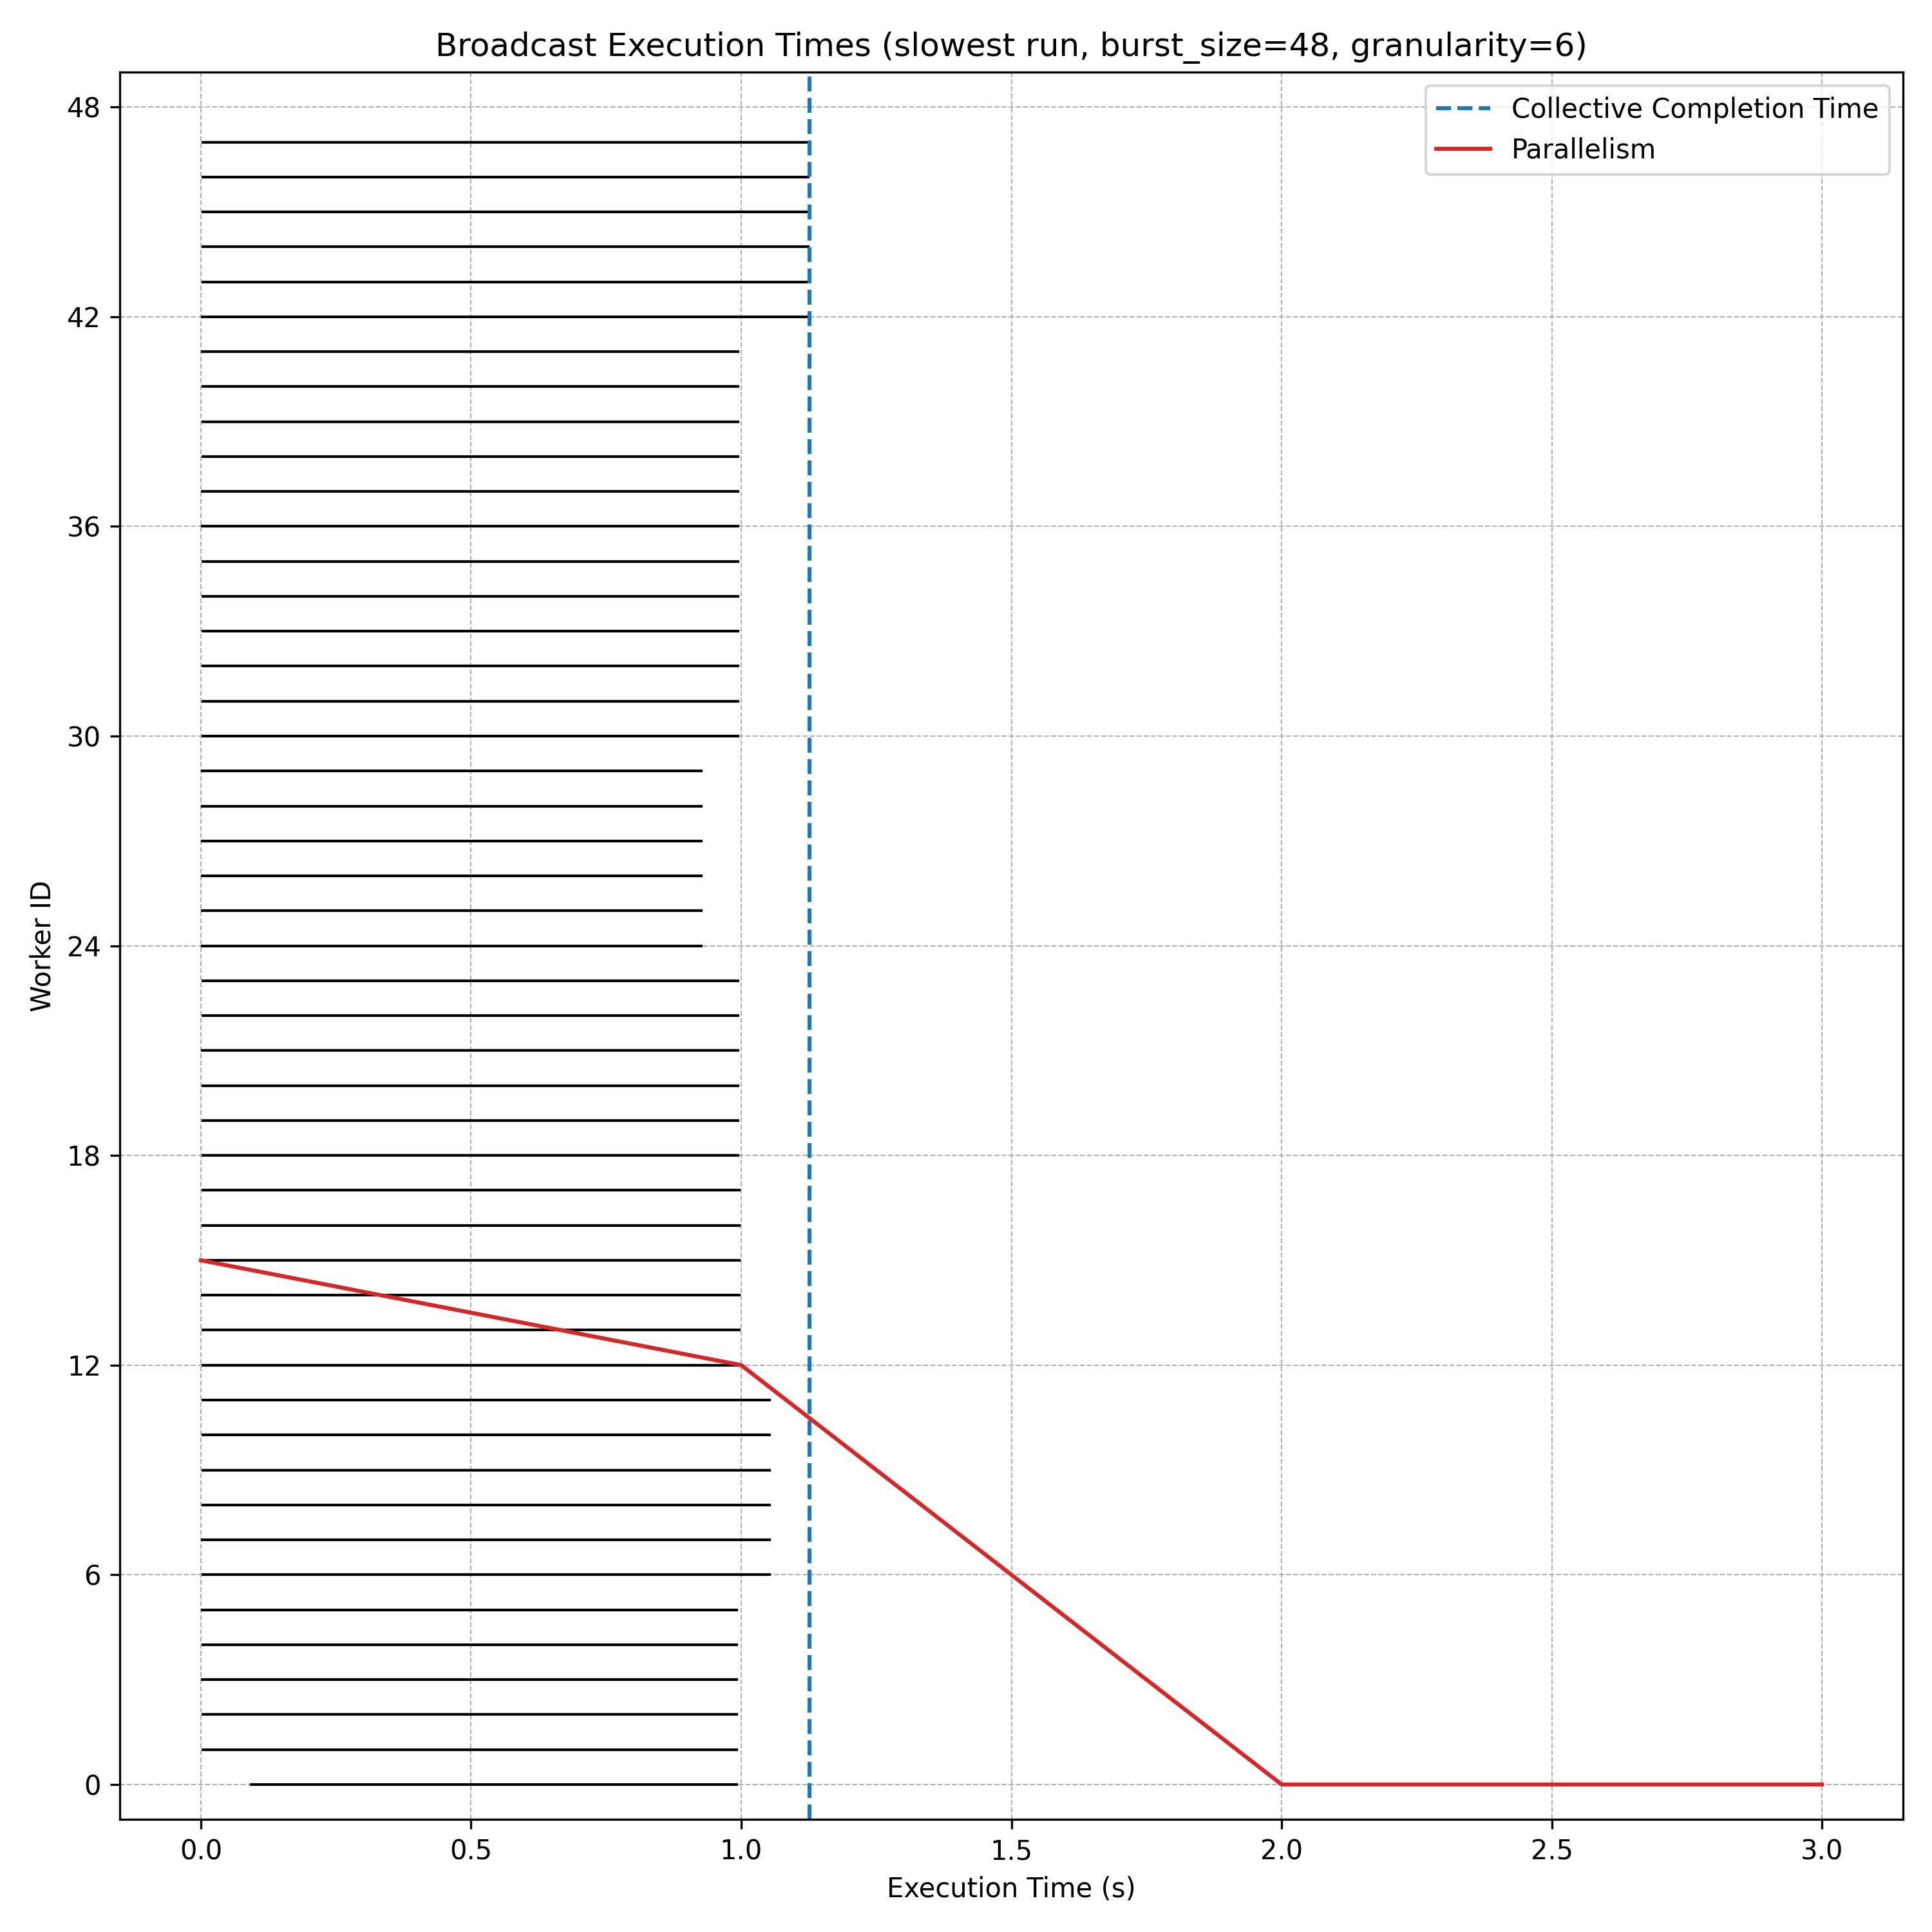 Broadcast Execution Times (slowest run, burst_size=48, granularity=6)
Collective Completion Time
Parallelism
48
42
36
30
24
18
12
6
0
Worker ID
0.0 0.5 1.0 1.5 2.0 2.5 3.0
Execution Time (s)